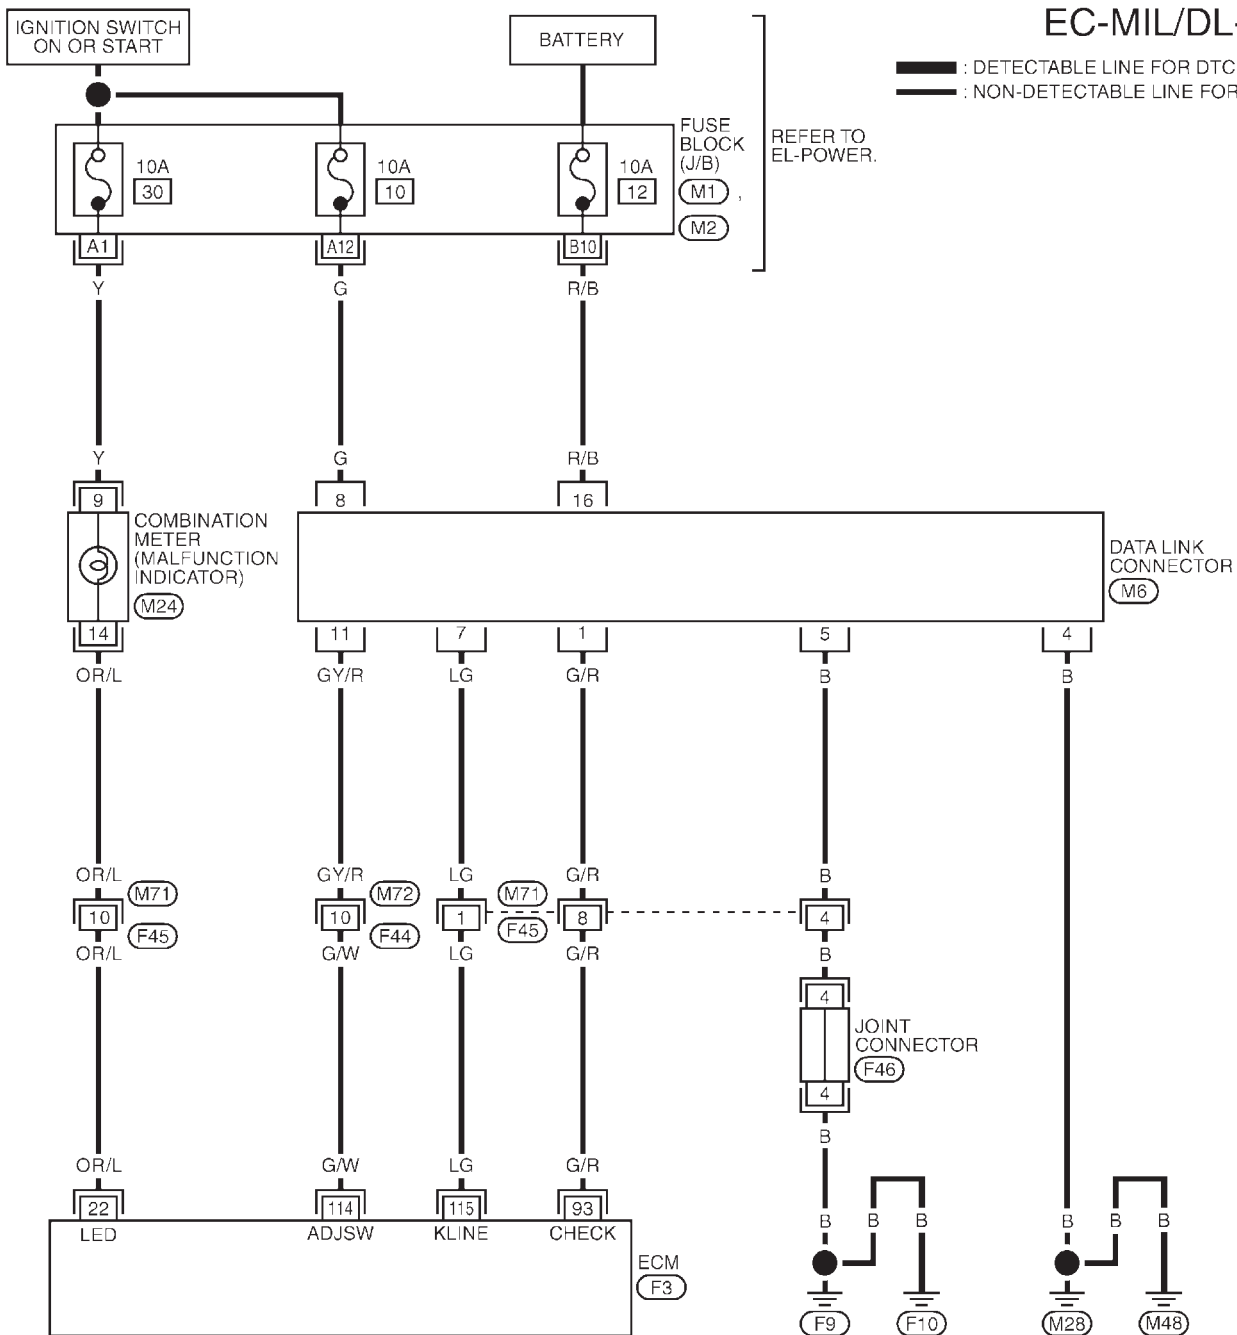 EC-MIL/DL-
IGNITION SWITCH
ON OR START
BATTERY
: DETECTABLE LINE FOR DTC
: NON-DETECTABLE LINE FOR
FUSE
BLOCK
(J/B)
M1 ,
M2
REFER TO
EL-POWER.
10A
30
10A
10
10A
12
A1
A12
B10
Y
G
R/B
Y
G
R/B
9
8
16
COMBINATION
METER
(MALFUNCTION
INDICATOR)
M24
DATA LINK
CONNECTOR
M6
14
11
7
1
5
4
OR/L
GY/R
LG
G/R
B
B
OR/L
GY/R
LG
G/R
B
M71
M72
M71
10
10
1
8
4
F45
F44
F45
OR/L
G/W
LG
G/R
B
4
JOINT
CONNECTOR
F46
4
B
OR/L
G/W
LG
G/R
22
114
115
93
LED
ADJSW
KLINE
CHECK
ECM
F3
B
B
B
B
B
B
F9
F10
M28
M48